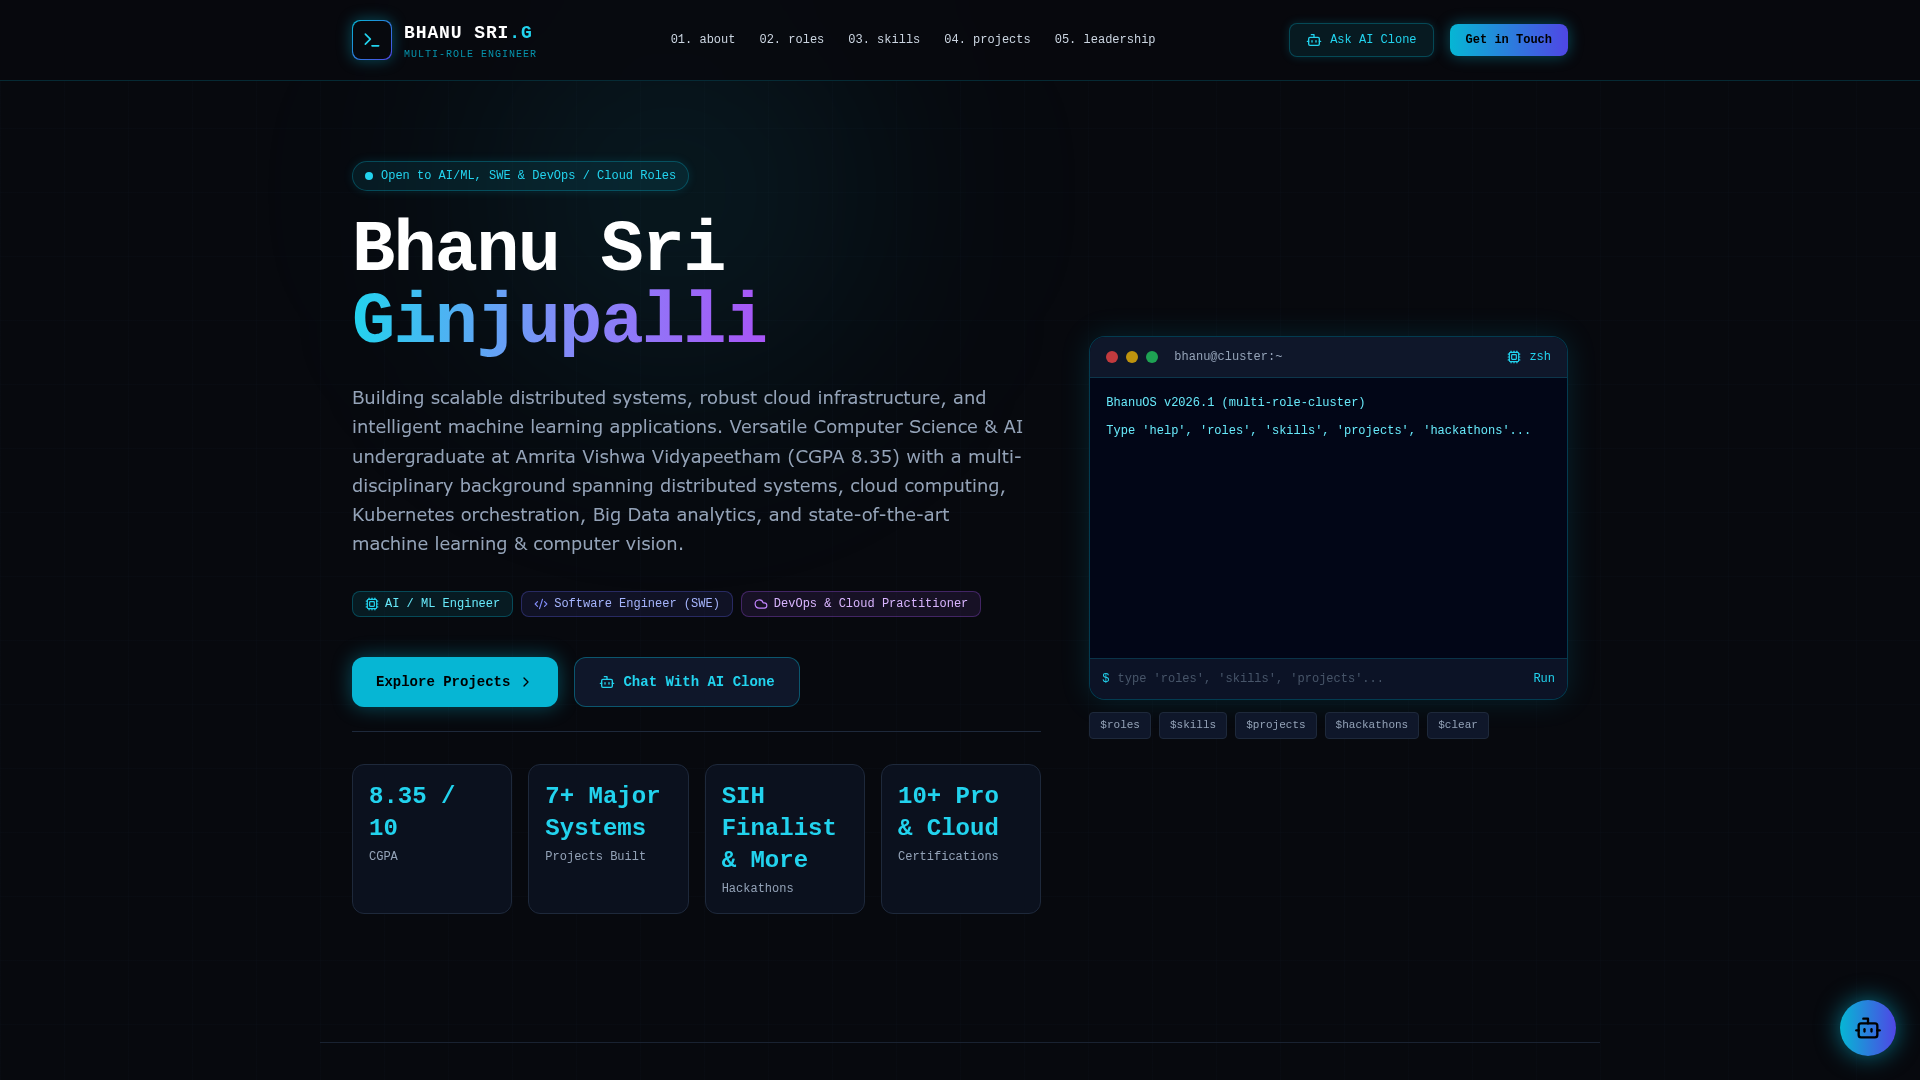 BHANU SRI.G
MULTI-ROLE ENGINEER
01. about
02. roles
03. skills
04. projects
05. leadership
Ask AI Clone
Get in Touch
Open to AI/ML, SWE & DevOps / Cloud Roles
Bhanu Sri
Ginjupalli
Building scalable distributed systems, robust cloud infrastructure, and
intelligent machine learning applications. Versatile Computer Science & AI
undergraduate at Amrita Vishwa Vidyapeetham (CGPA 8.35) with a multi-
disciplinary background spanning distributed systems, cloud computing,
Kubernetes orchestration, Big Data analytics, and state-of-the-art
machine learning & computer vision.
AI / ML Engineer
Software Engineer (SWE)
DevOps & Cloud Practitioner
Explore Projects
Chat With AI Clone
8.35 /
10
CGPA
7+ Major
Systems
Projects Built
SIH
Finalist
& More
Hackathons
10+ Pro
& Cloud
Certifications
bhanu@cluster:~
zsh
BhanuOS v2026.1 (multi-role-cluster)
Type 'help', 'roles', 'skills', 'projects', 'hackathons'...
$ type 'roles', 'skills', 'projects'...
Run
$roles
$skills
$projects
$hackathons
$clear